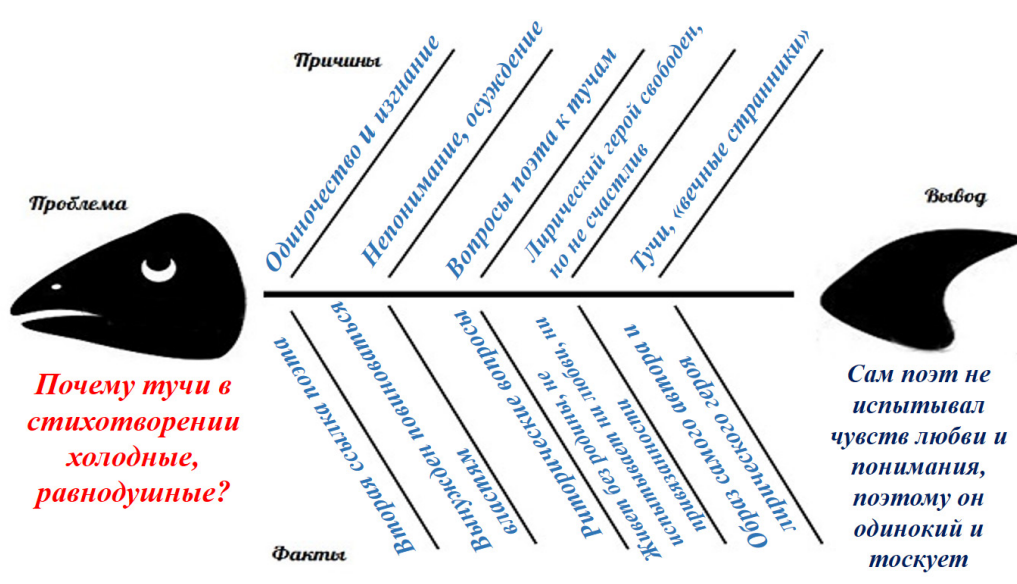 Причины
Одиночество и изгнание
Непонимание, осуждение
Вопросы поэта к тучам
Лирический герой свободен,
но не счастлив
Тучи, «вечные странники»
Проблема
Вывод
Почему тучи в
стихотворении
холодные,
равнодушные?
Вторая ссылка поэта
Вынужден повиноваться
властям
Риторические вопросы
Живет без родины, не
испытывает ни любви, ни
привязанности
Образ самого автора и
лирического героя
Факты
Сам поэт не
испытывал
чувств любви и
понимания,
поэтому он
одинокий и
тоскует